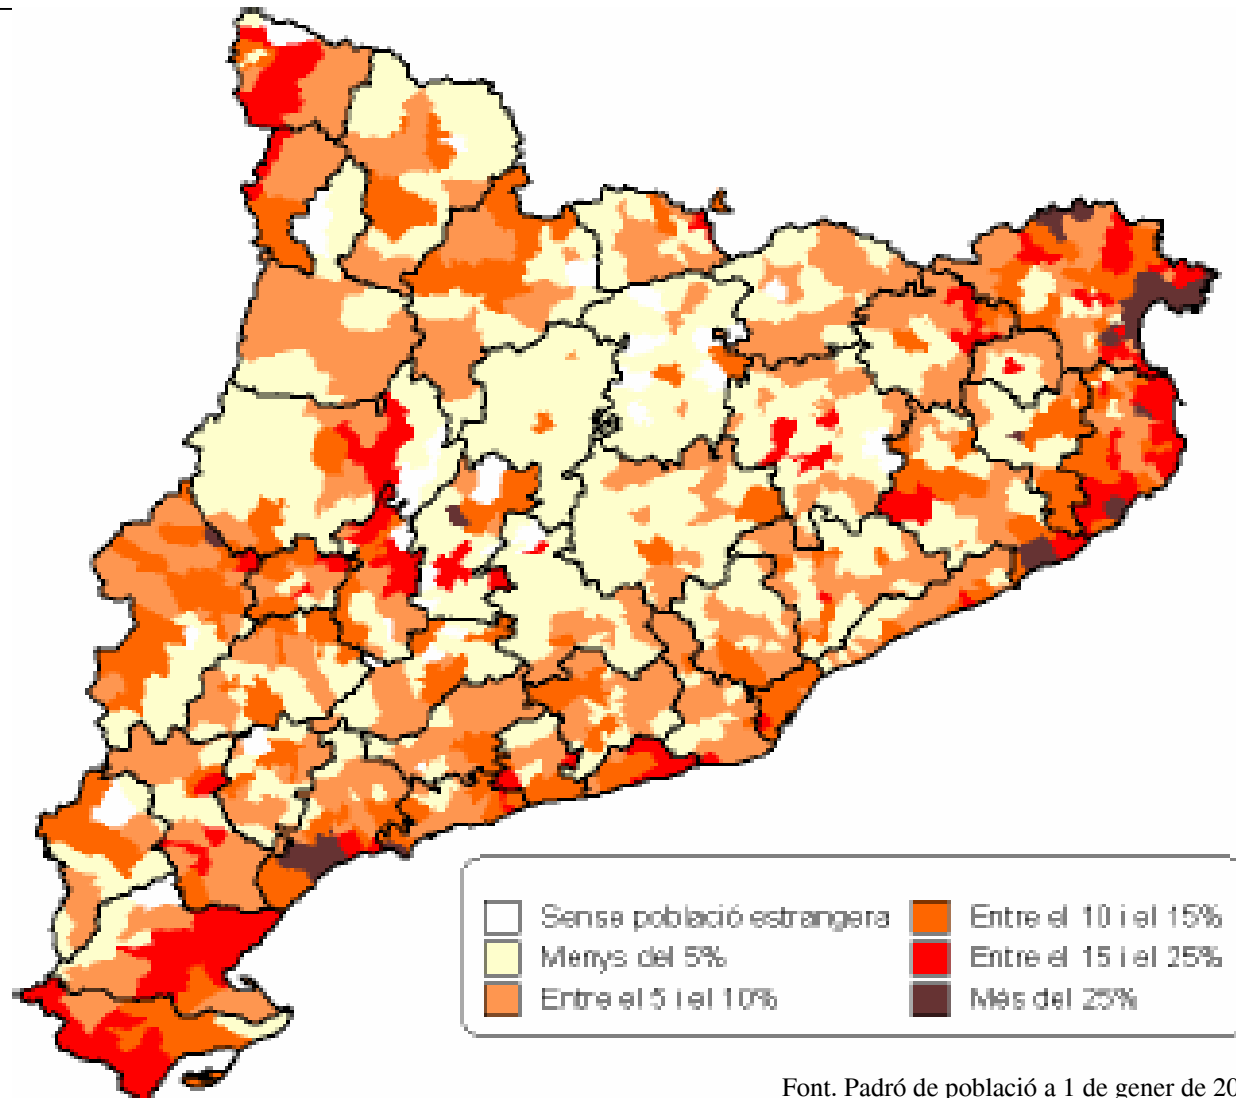 Sense població estrangera
Menys del 5%
Entre el 5 i el 10%
Entre el 10 i el 15%
Entre el 15 i el 25%
Més del 25%
Font. Padró de població a 1 de gener de 20